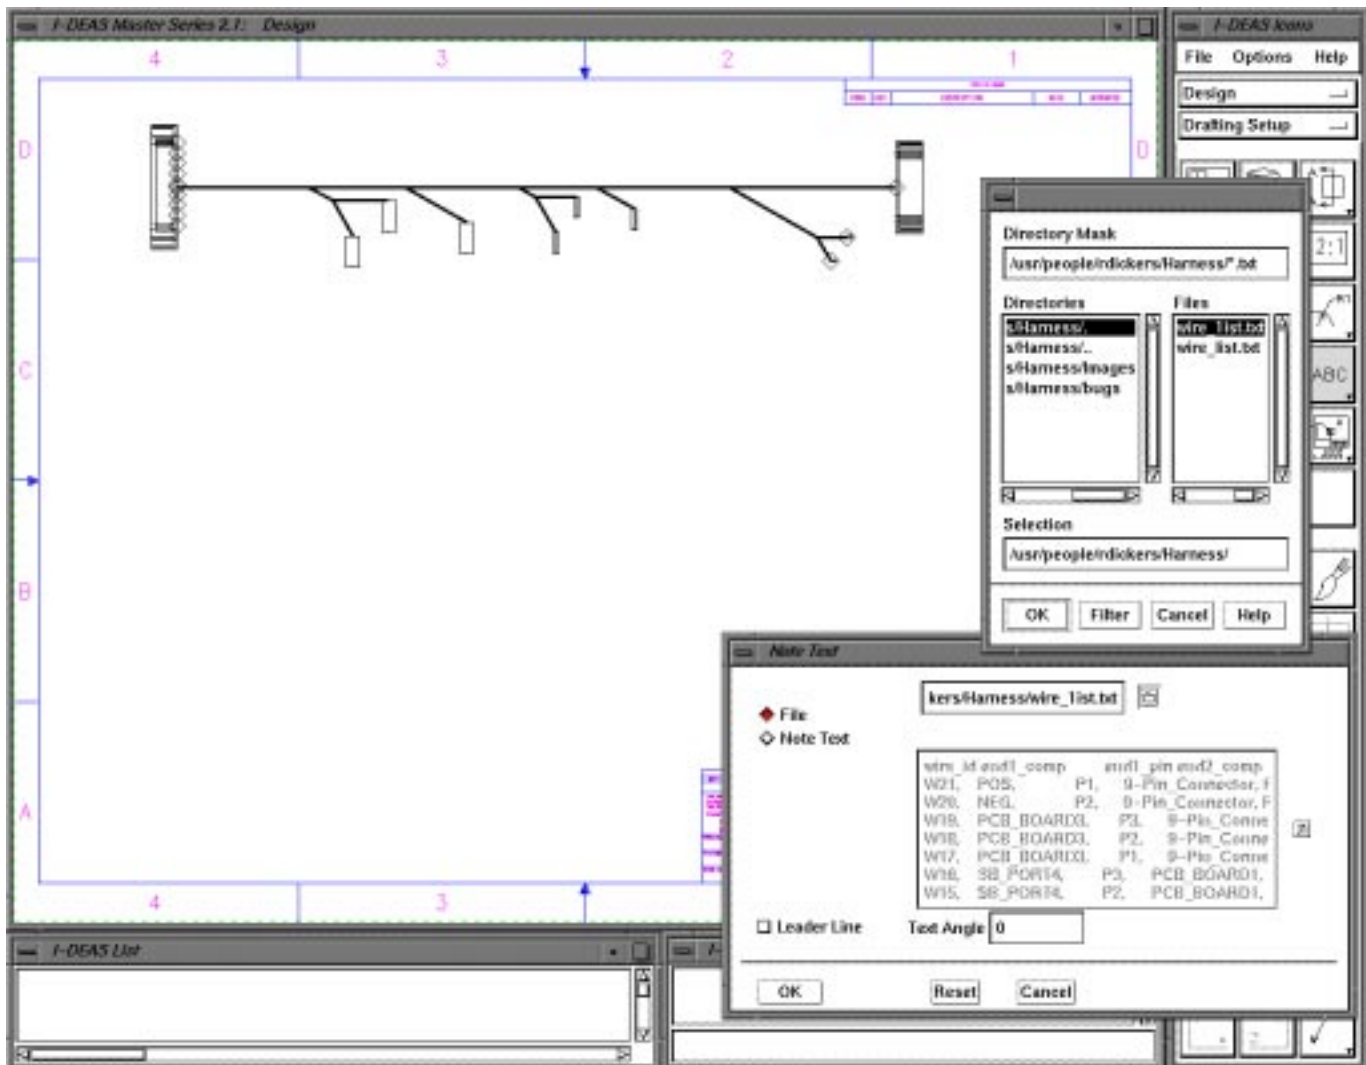 I-DEAS Master Series 2.1: Design
I-DEAS Icons
File Options Help
Design
Drafting Setup
4 3 2 1
D D
C
B
A
4 3
2:1
ABC
Directory Mask
/usr/people/rdickers/Harness/*.txt
Directories Files
s/Harness/. wire_1ist.txt
s/Harness/.. wire_list.txt
s/Harness/Images
s/Harness/bugs
Selection
/usr/people/rdickers/Harness/
OK Filter Cancel Help
Note Text
kers/Harness/wire_1ist.txt
File
Note Text
wire_id end1_comp end1_pin end2_comp
W21, POS, P1, 9-Pin_Connector, F
W20, NEG, P2, 9-Pin_Connector, F
W19, PCB_BOARD3, P3, 9-Pin_Conne
W18, PCB_BOARD3, P2, 9-Pin_Conne
W17, PCB_BOARD3, P1, 9-Pin_Conne
W16, SB_PORT4, P3, PCB_BOARD1,
W15, SB_PORT4, P2, PCB_BOARD1,
Leader Line Text Angle 0
OK Reset Cancel
I-DEAS List